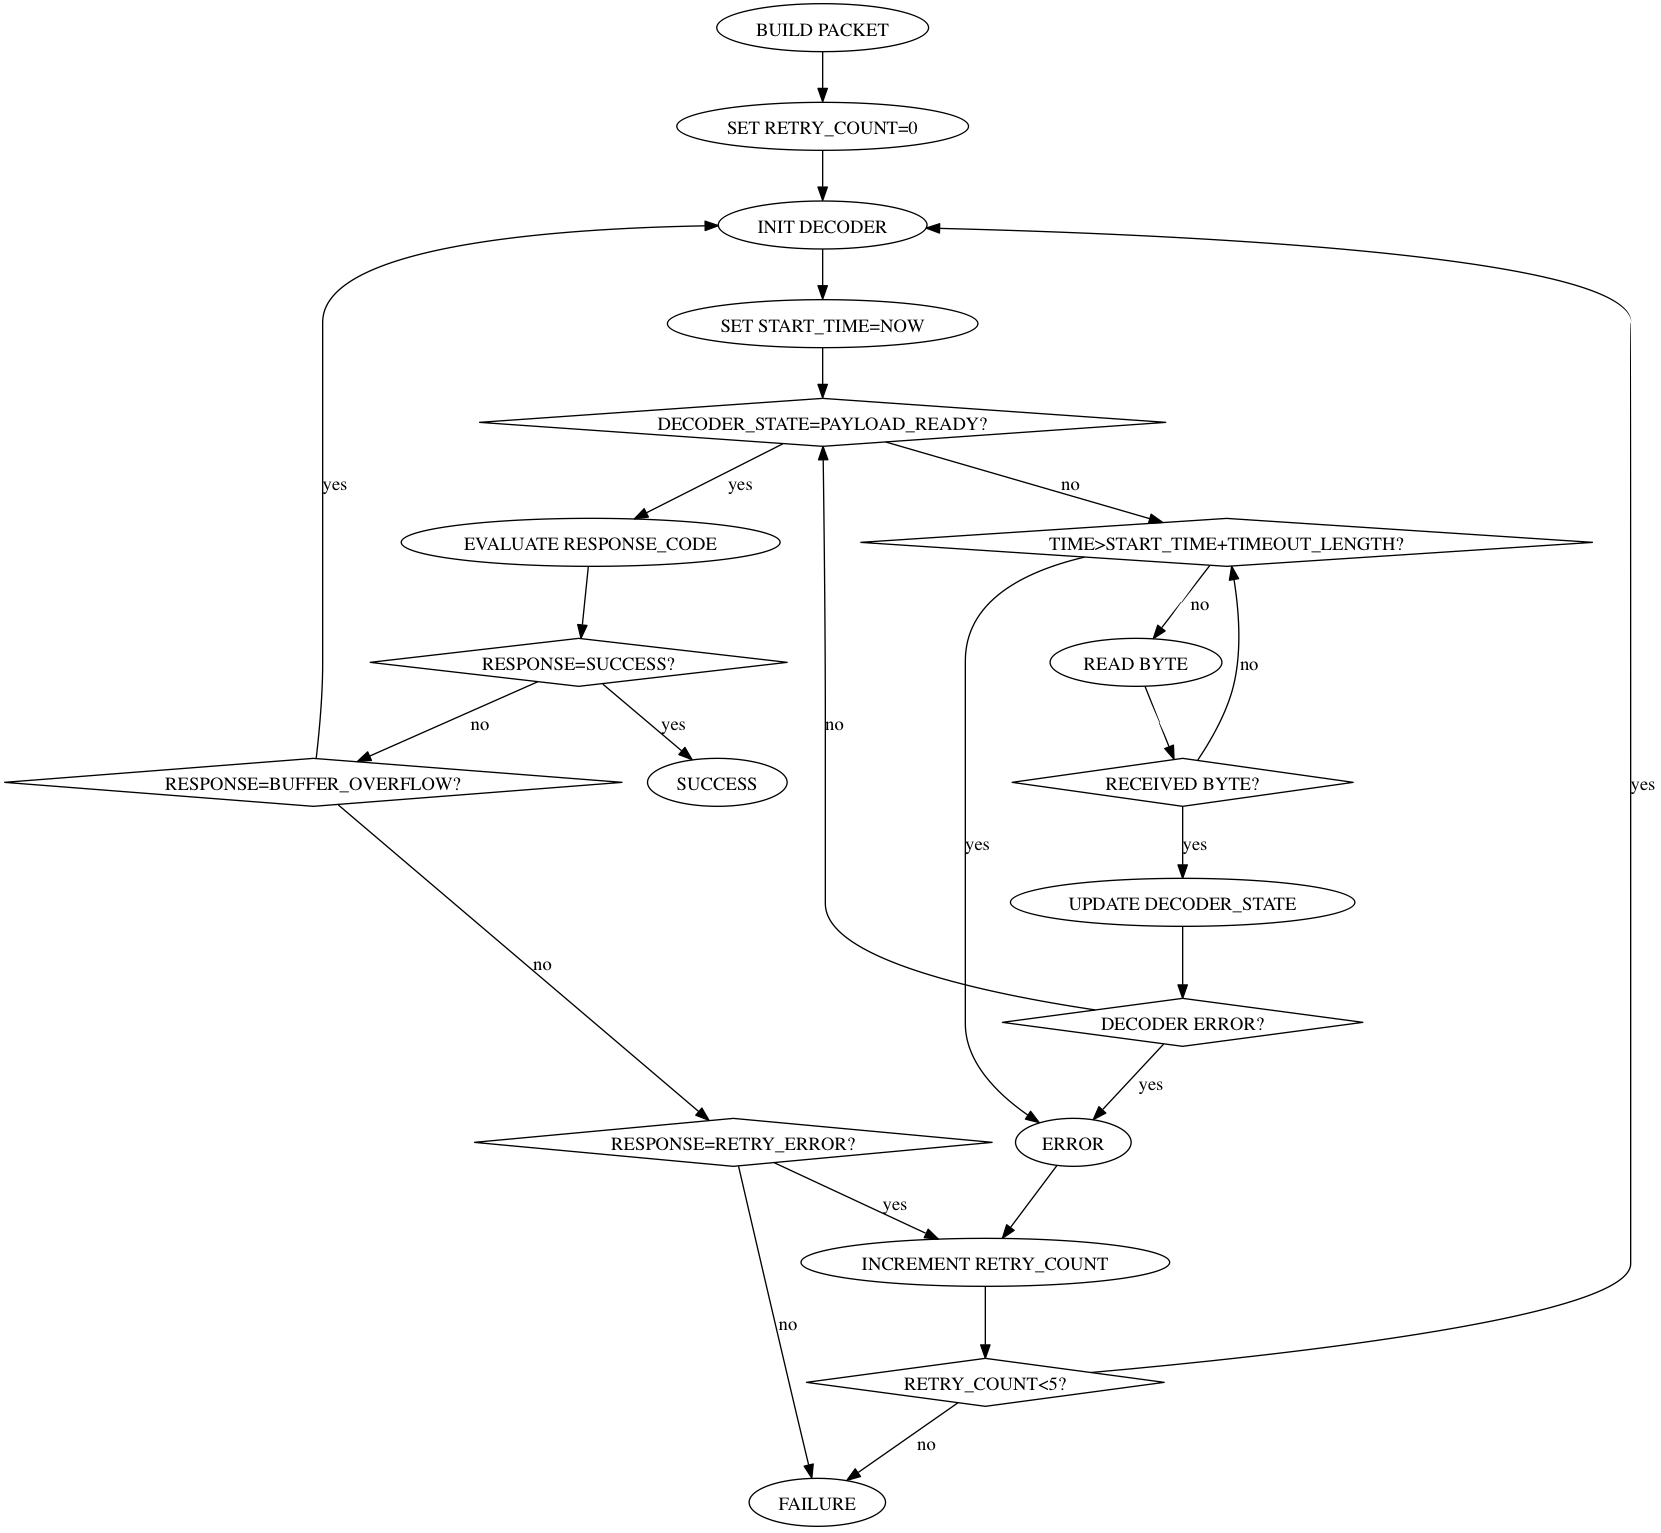 BUILD PACKET
SET RETRY_COUNT=0
INIT DECODER
SET START_TIME=NOW
DECODER_STATE=PAYLOAD_READY?
yes
yes
no
EVALUATE RESPONSE_CODE
TIME>START_TIME+TIMEOUT_LENGTH?
no
RESPONSE=SUCCESS?
READ BYTE
no
no
yes
no
RESPONSE=BUFFER_OVERFLOW?
SUCCESS
RECEIVED BYTE?
yes
yes
yes
UPDATE DECODER_STATE
no
DECODER ERROR?
yes
RESPONSE=RETRY_ERROR?
ERROR
yes
INCREMENT RETRY_COUNT
no
RETRY_COUNT<5?
no
FAILURE